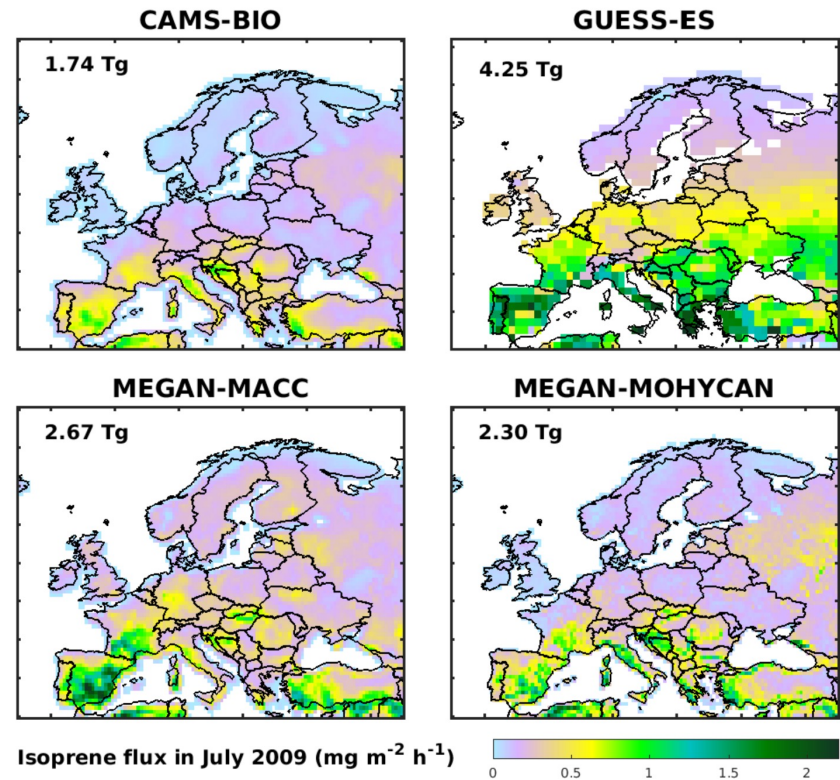 CAMS-BIO
GUESS-ES
1.74 Tg
4.25 Tg
MEGAN-MACC
MEGAN-MOHYCAN
2.67 Tg
2.30 Tg
Isoprene flux in July 2009 (mg m⁻² h⁻¹)
0 0.5 1 1.5 2